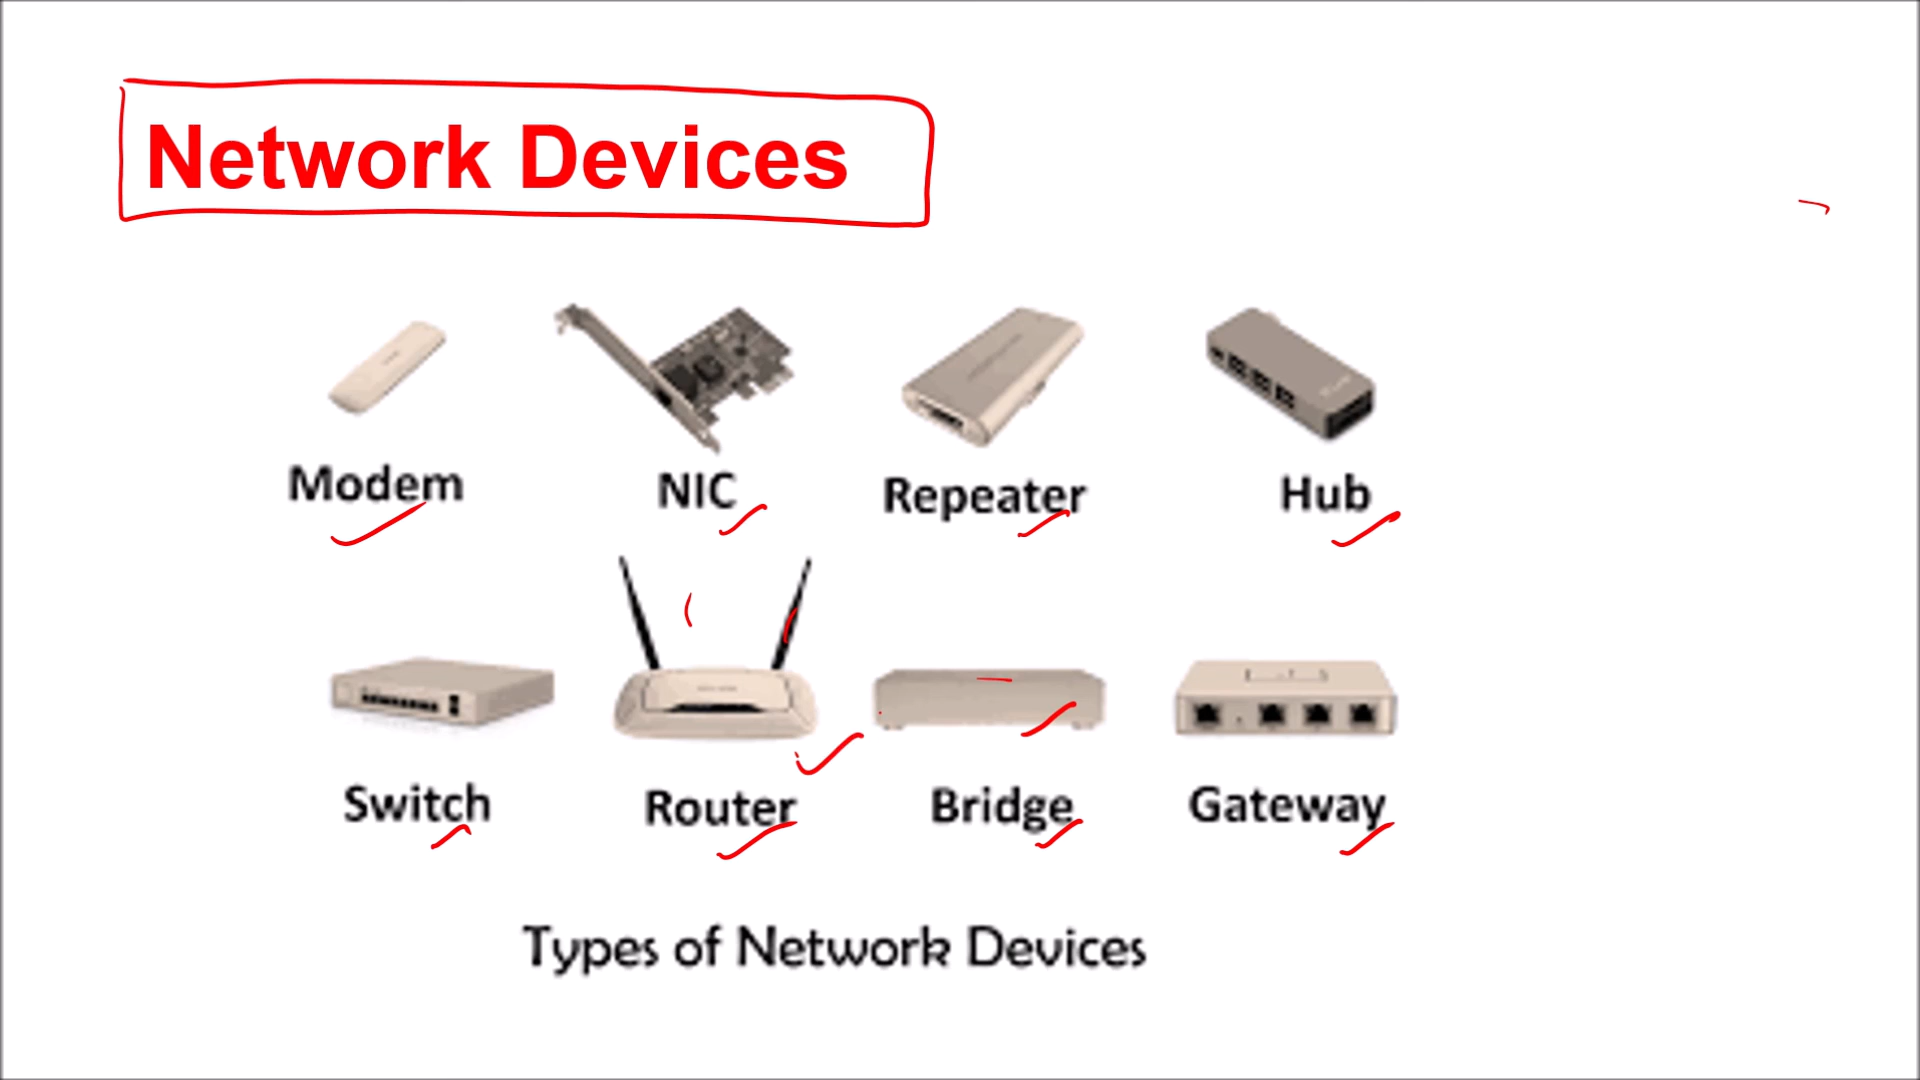 Network Devices
Modem NIC Repeater Hub
Switch Router Bridge Gateway
Types of Network Devices